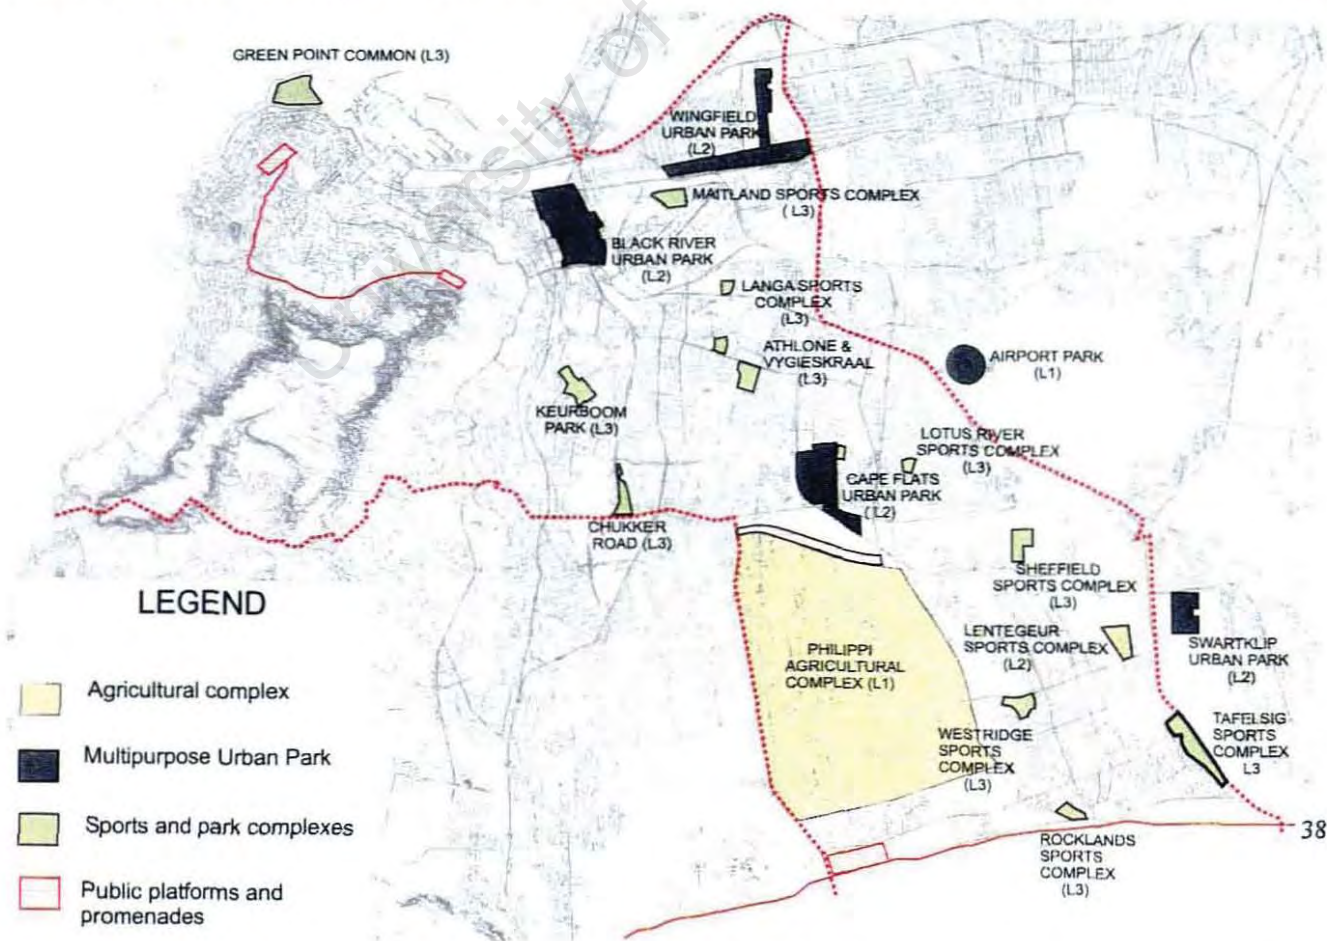 University of
GREEN POINT COMMON (L3)
WINGFIELD
URBAN PARK
(L2)
MAITLAND SPORTS COMPLEX
( L3)
BLACK RIVER
URBAN PARK
(L2)
LANGA SPORTS
COMPLEX
(L3)
ATHLONE &
VYGIESKRAAL
(L3)
AIRPORT PARK
(L1)
KEURBOOM
PARK (L3)
LOTUS RIVER
SPORTS COMPLEX
(L3)
CAPE FLATS
URBAN PARK
( L2)
CHUKKER
ROAD (L3)
SHEFFIELD
SPORTS COMPLEX
(L3)
LENTEGEUR
SPORTS COMPLEX
(L2)
SWARTKLIP
URBAN PARK
(L2)
PHILIPPI
AGRICULTURAL
COMPLEX (L1)
WESTRIDGE
SPORTS
COMPLEX
(L3)
TAFELSIG
SPORTS
COMPLEX
L3
ROCKLANDS
SPORTS
COMPLEX
(L3)
38
LEGEND
Agricultural complex
Multipurpose Urban Park
Sports and park complexes
Public platforms and
promenades